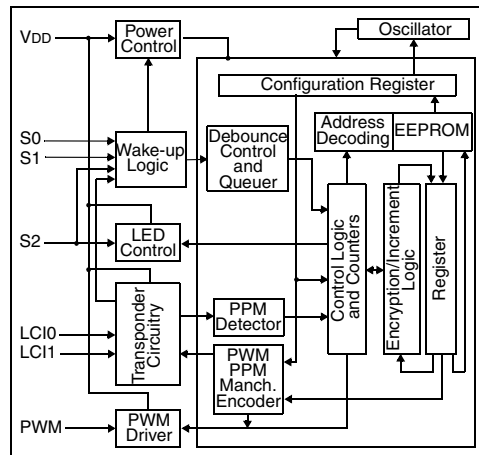 VDD
Power
Control
Oscillator
Configuration Register
S0
S1
Wake-up
Logic
Debounce
Control
and
Queuer
Address
Decoding
EEPROM
S2
LED
Control
Control Logic
and Counters
Encryption/Increment
Logic
Register
LCI0
LCI1
Transponder
Circuitry
PPM
Detector
PWM
PPM
Manch.
Encoder
PWM
PWM
Driver